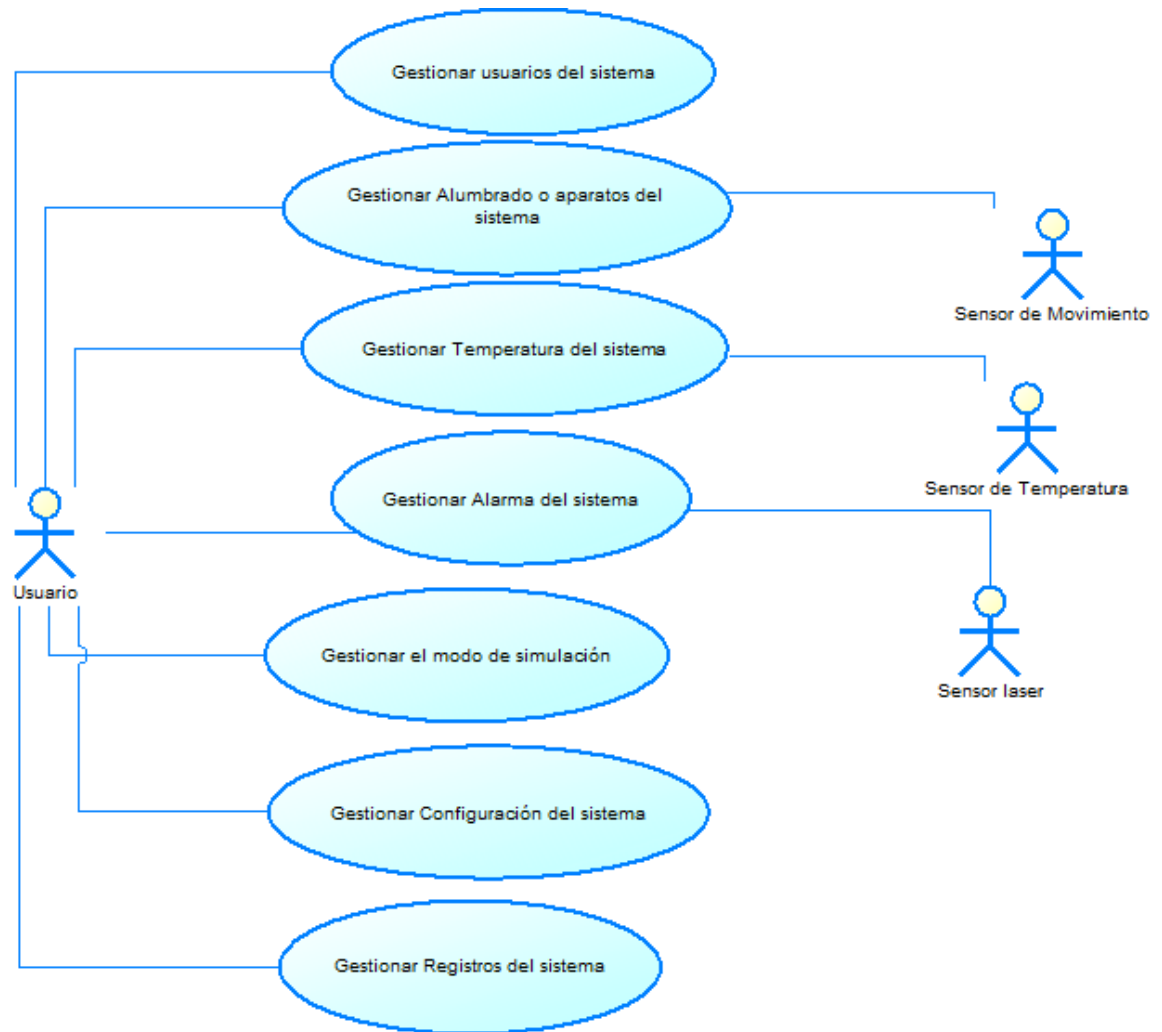 Gestionar usuarios del sistema
Gestionar Alumbrado o aparatos del
sistema
Sensor de Movimiento
Gestionar Temperatura del sistema
Sensor de Temperatura
Gestionar Alarma del sistema
Usuario
Gestionar el modo de simulación
Sensor laser
Gestionar Configuración del sistema
Gestionar Registros del sistema